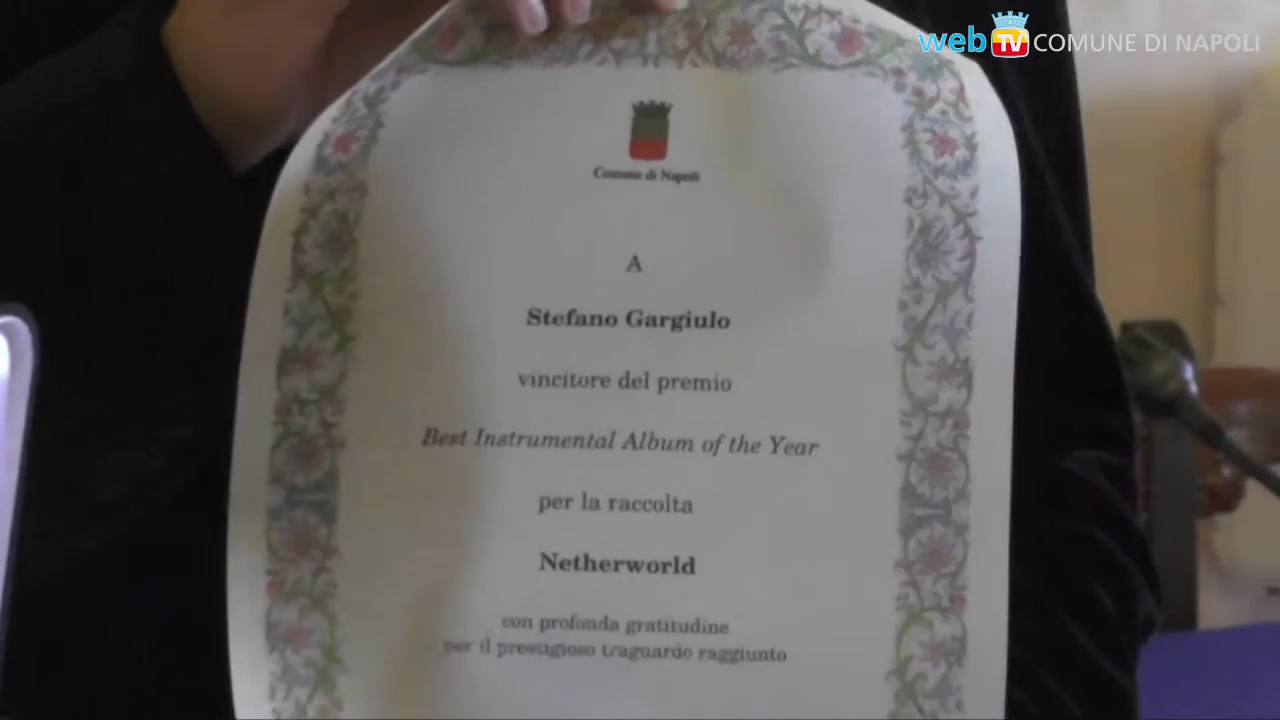 web TV COMUNE DI NAPOLI
Comune di Napoli
A
Stefano Gargiulo
vincitore del premio
Best Instrumental Album of the Year
per la raccolta
Netherworld
con profonda gratitudine
per il prestigioso traguardo raggiunto